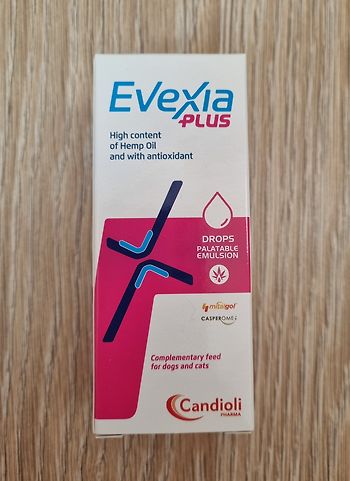 Evexia
PLUS
High content
of Hemp Oil
and with antioxidant
DROPS
PALATABLE
EMULSION
mitalgol
CASPEROME
Complementary feed
for dogs and cats
Candioli
PHARMA